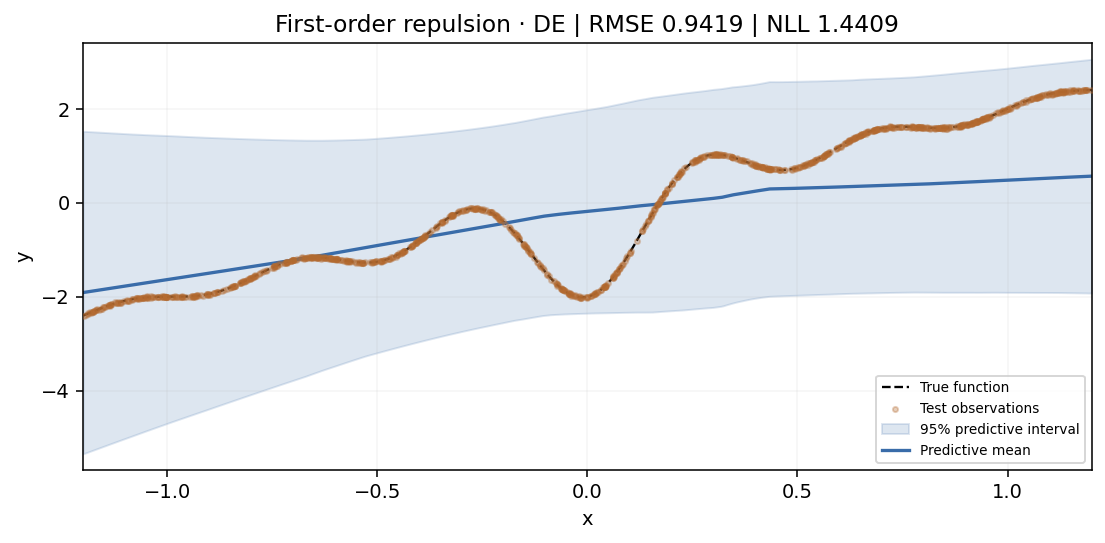 First-order repulsion · DE | RMSE 0.9419 | NLL 1.4409
y
2
0
−2
−4
True function
Test observations
95% predictive interval
Predictive mean
−1.0 −0.5 0.0 0.5 1.0
x